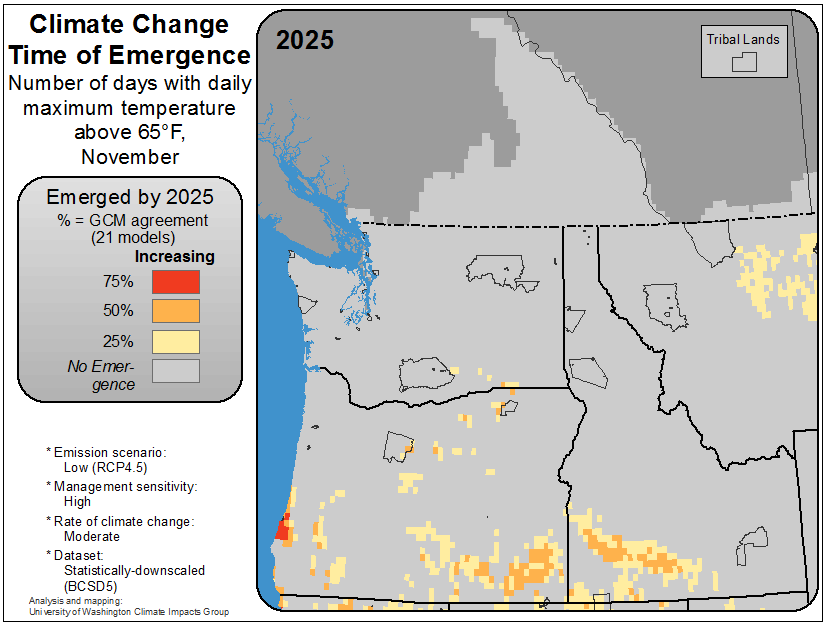 Climate Change
Time of Emergence
Number of days with daily
maximum temperature
above 65°F,
November
Emerged by 2025
% = GCM agreement
(21 models)
Increasing
75%
50%
25%
No Emer-
gence
* Emission scenario:
Low (RCP4.5)
* Management sensitivity:
High
* Rate of climate change:
Moderate
* Dataset:
Statistically-downscaled
(BCSD5)
Analysis and mapping:
University of Washington Climate Impacts Group
2025
Tribal Lands